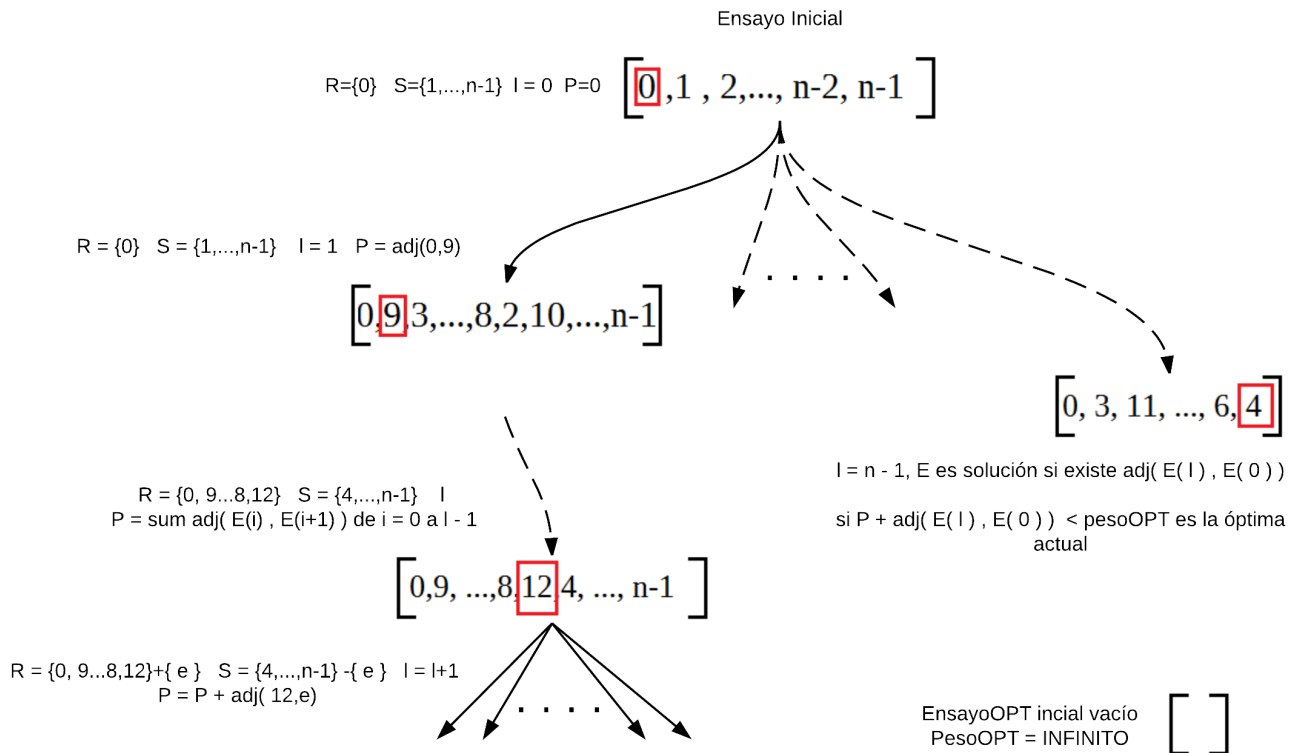 Ensayo Inicial
R={0} S={1,...,n-1} l = 0 P=0
[0 ,1 , 2,..., n-2, n-1 ]
R = {0} S = {1,...,n-1} l = 1 P = adj(0,9)
. . . .
[0,9,3,...,8,2,10,...,n-1]
[0, 3, 11, ..., 6, 4 ]
l = n - 1, E es solución si existe adj( E( l ) , E( 0 ) )
si P + adj( E( l ) , E( 0 ) ) < pesoOPT es la óptima
actual
R = {0, 9...8,12} S = {4,...,n-1} l
P = sum adj( E(i) , E(i+1) ) de i = 0 a l - 1
[0,9, ...,8,12,4, ..., n-1 ]
R = {0, 9...8,12}+{ e } S = {4,...,n-1} -{ e } l = l+1
P = P + adj( 12,e)
. . . .
EnsayoOPT incial vacío [ ]
PesoOPT = INFINITO